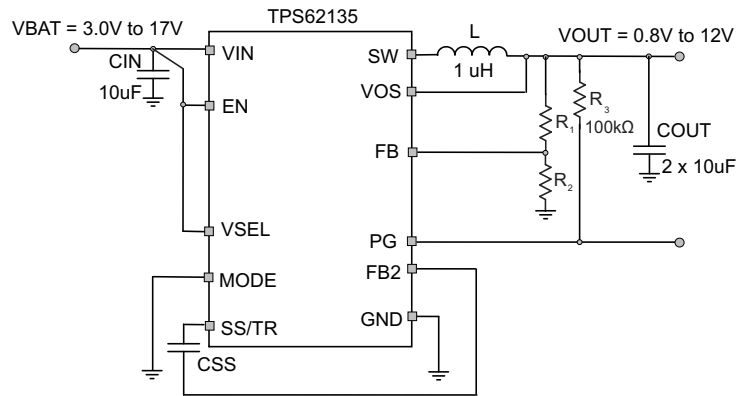 TPS62135
VBAT = 3.0V to 17V
VIN
SW
L
1 uH
VOUT = 0.8V to 12V
CIN
10uF
EN
VOS
R3
100kΩ
R1
COUT
2 x 10uF
FB
R2
VSEL
PG
MODE
FB2
SS/TR
GND
CSS